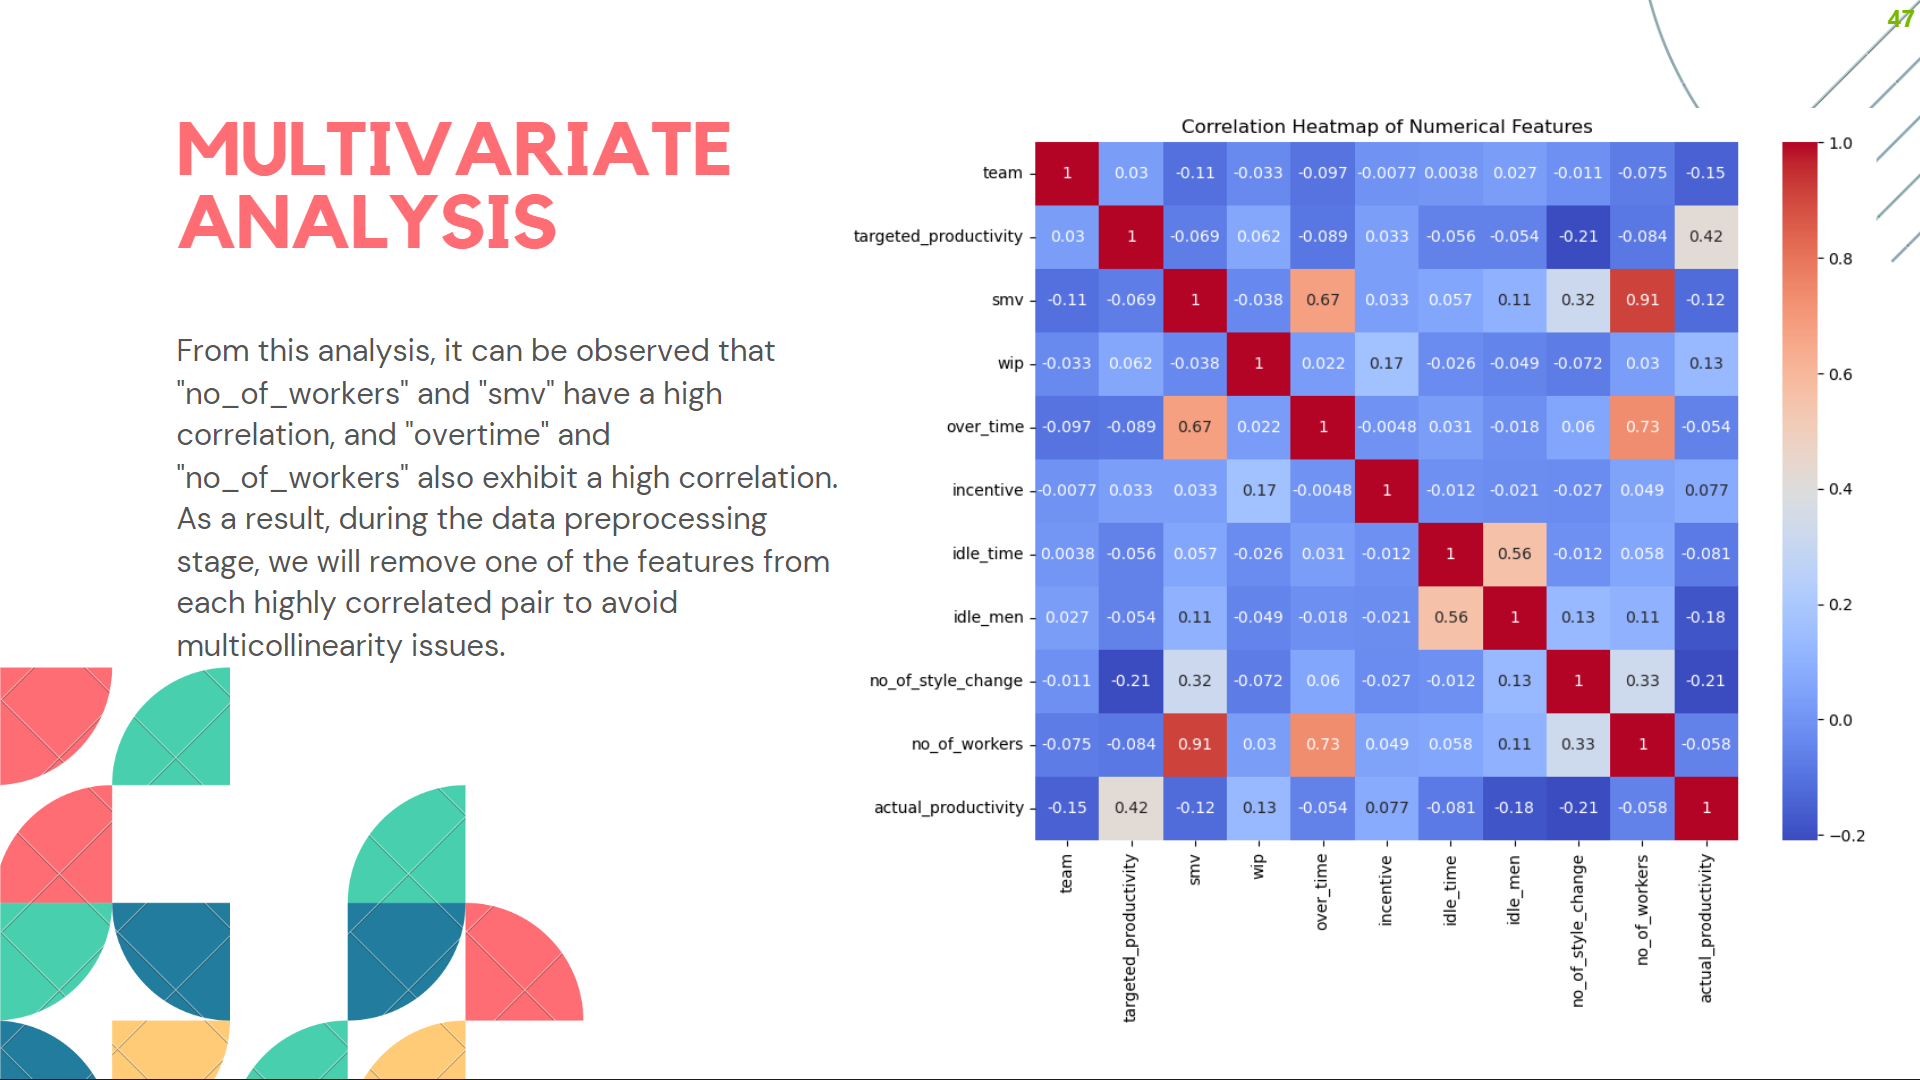 47
MULTIVARIATE
ANALYSIS
From this analysis, it can be observed that
"no_of_workers" and "smv" have a high
correlation, and "overtime" and
"no_of_workers" also exhibit a high correlation.
As a result, during the data preprocessing
stage, we will remove one of the features from
each highly correlated pair to avoid
multicollinearity issues.
Correlation Heatmap of Numerical Features
team 1 0.03 -0.11 -0.033 -0.097 -0.0077 0.0038 0.027 -0.011 -0.075 -0.15
targeted_productivity 0.03 1 -0.069 0.062 -0.089 0.033 -0.056 -0.054 -0.21 -0.084 0.42
smv -0.11 -0.069 1 -0.038 0.67 0.033 0.057 0.11 0.32 0.91 -0.12
wip -0.033 0.062 -0.038 1 0.022 0.17 -0.026 -0.049 -0.072 0.03 0.13
over_time -0.097 -0.089 0.67 0.022 1 -0.0048 0.031 -0.018 0.06 0.73 -0.054
incentive -0.0077 0.033 0.033 0.17 -0.0048 1 -0.012 -0.021 -0.027 0.049 0.077
idle_time 0.0038 -0.056 0.057 -0.026 0.031 -0.012 1 0.56 -0.012 0.058 -0.081
idle_men 0.027 -0.054 0.11 -0.049 -0.018 -0.021 0.56 1 0.13 0.11 -0.18
no_of_style_change -0.011 -0.21 0.32 -0.072 0.06 -0.027 -0.012 0.13 1 0.33 -0.21
no_of_workers -0.075 -0.084 0.91 0.03 0.73 0.049 0.058 0.11 0.33 1 -0.058
actual_productivity -0.15 0.42 -0.12 0.13 -0.054 0.077 -0.081 -0.18 -0.21 -0.058 1
team targeted_productivity smv wip over_time incentive idle_time idle_men no_of_style_change no_of_workers actual_productivity
1.0
0.8
0.6
0.4
0.2
0.0
−0.2